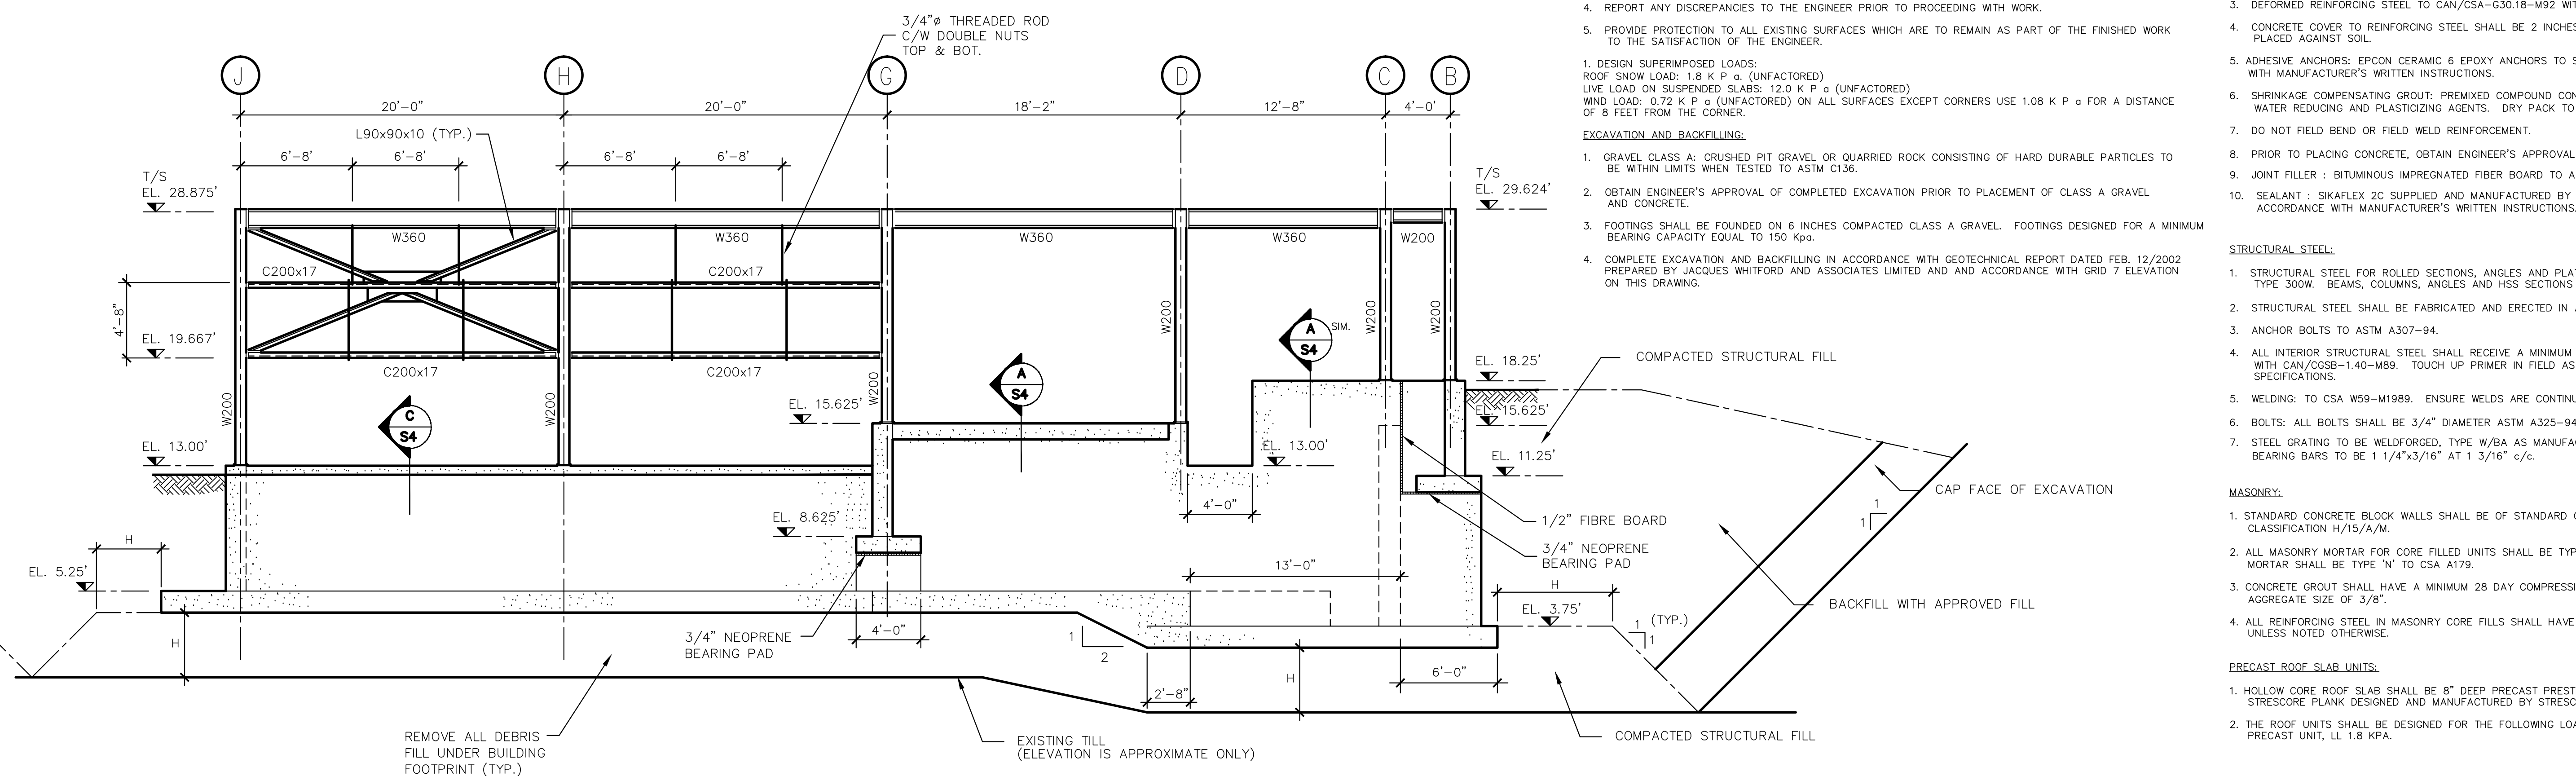 3/4"ø THREADED ROD
C/W DOUBLE NUTS
TOP & BOT.
J
H
G
D
C
B
20'-0"
20'-0"
18'-2"
12'-8"
4'-0'
L90x90x10 (TYP.)
6'-8'
6'-8'
6'-8'
6'-8'
T/S
EL. 28.875'
T/S
EL. 29.624'
W360
W360
W360
W360
W200
C200x17
C200x17
4'-8"
EL. 19.667'
C200x17
C200x17
W200
W200
W200
W200
W200
W200
A
S4
SIM.
A
S4
C
S4
EL. 18.25'
COMPACTED STRUCTURAL FILL
EL. 15.625'
EL. 15.625'
EL. 13.00'
EL. 13.00'
EL. 11.25'
4'-0"
CAP FACE OF EXCAVATION
1
1
EL. 8.625'
1/2" FIBRE BOARD
3/4" NEOPRENE
BEARING PAD
H
EL. 5.25'
13'-0"
H
EL. 3.75'
BACKFILL WITH APPROVED FILL
1
(TYP.)
1
3/4" NEOPRENE
BEARING PAD
4'-0"
1
2
H
H
6'-0"
2'-8"
REMOVE ALL DEBRIS
FILL UNDER BUILDING
FOOTPRINT (TYP.)
EXISTING TILL
(ELEVATION IS APPROXIMATE ONLY)
COMPACTED STRUCTURAL FILL
4. REPORT ANY DISCREPANCIES TO THE ENGINEER PRIOR TO PROCEEDING WITH WORK.
5. PROVIDE PROTECTION TO ALL EXISTING SURFACES WHICH ARE TO REMAIN AS PART OF THE FINISHED WORK
TO THE SATISFACTION OF THE ENGINEER.
1. DESIGN SUPERIMPOSED LOADS:
ROOF SNOW LOAD: 1.8 K P a. (UNFACTORED)
LIVE LOAD ON SUSPENDED SLABS: 12.0 K P a (UNFACTORED)
WIND LOAD: 0.72 K P a (UNFACTORED) ON ALL SURFACES EXCEPT CORNERS USE 1.08 K P a FOR A DISTANCE
OF 8 FEET FROM THE CORNER.
EXCAVATION AND BACKFILLING:
1. GRAVEL CLASS A: CRUSHED PIT GRAVEL OR QUARRIED ROCK CONSISTING OF HARD DURABLE PARTICLES TO
BE WITHIN LIMITS WHEN TESTED TO ASTM C136.
2. OBTAIN ENGINEER'S APPROVAL OF COMPLETED EXCAVATION PRIOR TO PLACEMENT OF CLASS A GRAVEL
AND CONCRETE.
3. FOOTINGS SHALL BE FOUNDED ON 6 INCHES COMPACTED CLASS A GRAVEL. FOOTINGS DESIGNED FOR A MINIMUM
BEARING CAPACITY EQUAL TO 150 Kpa.
4. COMPLETE EXCAVATION AND BACKFILLING IN ACCORDANCE WITH GEOTECHNICAL REPORT DATED FEB. 12/2002
PREPARED BY JACQUES WHITFORD AND ASSOCIATES LIMITED AND AND ACCORDANCE WITH GRID 7 ELEVATION
ON THIS DRAWING.
3. DEFORMED REINFORCING STEEL TO CAN/CSA-G30.18-M92 WIT
4. CONCRETE COVER TO REINFORCING STEEL SHALL BE 2 INCHES
PLACED AGAINST SOIL.
5. ADHESIVE ANCHORS: EPCON CERAMIC 6 EPOXY ANCHORS TO S
WITH MANUFACTURER'S WRITTEN INSTRUCTIONS.
6. SHRINKAGE COMPENSATING GROUT: PREMIXED COMPOUND CON
WATER REDUCING AND PLASTICIZING AGENTS. DRY PACK TO
7. DO NOT FIELD BEND OR FIELD WELD REINFORCEMENT.
8. PRIOR TO PLACING CONCRETE, OBTAIN ENGINEER'S APPROVAL
9. JOINT FILLER : BITUMINOUS IMPREGNATED FIBER BOARD TO A
10. SEALANT : SIKAFLEX 2C SUPPLIED AND MANUFACTURED BY
ACCORDANCE WITH MANUFACTURER'S WRITTEN INSTRUCTIONS.
STRUCTURAL STEEL:
1. STRUCTURAL STEEL FOR ROLLED SECTIONS, ANGLES AND PLA
TYPE 300W. BEAMS, COLUMNS, ANGLES AND HSS SECTIONS
2. STRUCTURAL STEEL SHALL BE FABRICATED AND ERECTED IN
3. ANCHOR BOLTS TO ASTM A307-94.
4. ALL INTERIOR STRUCTURAL STEEL SHALL RECEIVE A MINIMUM
WITH CAN/CGSB-1.40-M89. TOUCH UP PRIMER IN FIELD AS
SPECIFICATIONS.
5. WELDING: TO CSA W59-M1989. ENSURE WELDS ARE CONTINU
6. BOLTS: ALL BOLTS SHALL BE 3/4" DIAMETER ASTM A325-94
7. STEEL GRATING TO BE WELDFORGED, TYPE W/BA AS MANUFAC
BEARING BARS TO BE 1 1/4"x3/16" AT 1 3/16" c/c.
MASONRY:
1. STANDARD CONCRETE BLOCK WALLS SHALL BE OF STANDARD C
CLASSIFICATION H/15/A/M.
2. ALL MASONRY MORTAR FOR CORE FILLED UNITS SHALL BE TYP
MORTAR SHALL BE TYPE 'N' TO CSA A179.
3. CONCRETE GROUT SHALL HAVE A MINIMUM 28 DAY COMPRESSI
AGGREGATE SIZE OF 3/8".
4. ALL REINFORCING STEEL IN MASONRY CORE FILLS SHALL HAVE
UNLESS NOTED OTHERWISE.
PRECAST ROOF SLAB UNITS:
1. HOLLOW CORE ROOF SLAB SHALL BE 8" DEEP PRECAST PREST
STRESCORE PLANK DESIGNED AND MANUFACTURED BY STRESC
2. THE ROOF UNITS SHALL BE DESIGNED FOR THE FOLLOWING LOA
PRECAST UNIT, LL 1.8 KPA.